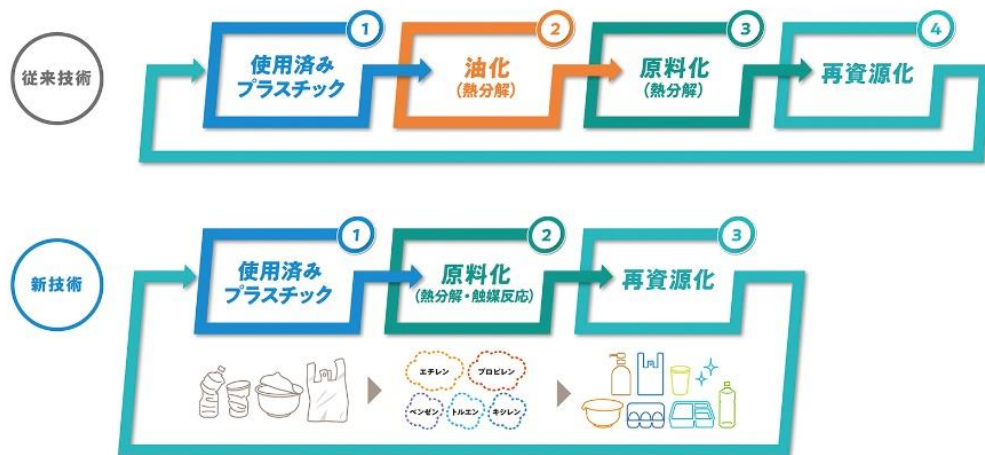 従来技術
1
使用済み
プラスチック
2
油化
(熱分解)
3
原料化
(熱分解)
4
再資源化
新技術
1
使用済み
プラスチック
2
原料化
(熱分解・触媒反応)
3
再資源化
エチレン
プロピレン
ベンゼン
トルエン
キシレン